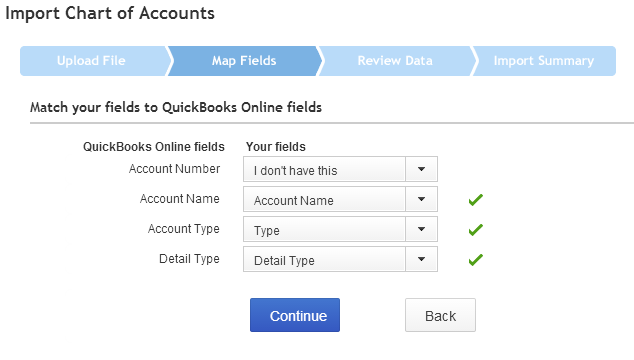 Import Chart of Accounts
Upload File Map Fields Review Data Import Summary
Match your fields to QuickBooks Online fields
QuickBooks Online fields Your fields
Account Number I don't have this
Account Name Account Name
Account Type Type
Detail Type Detail Type
Continue Back